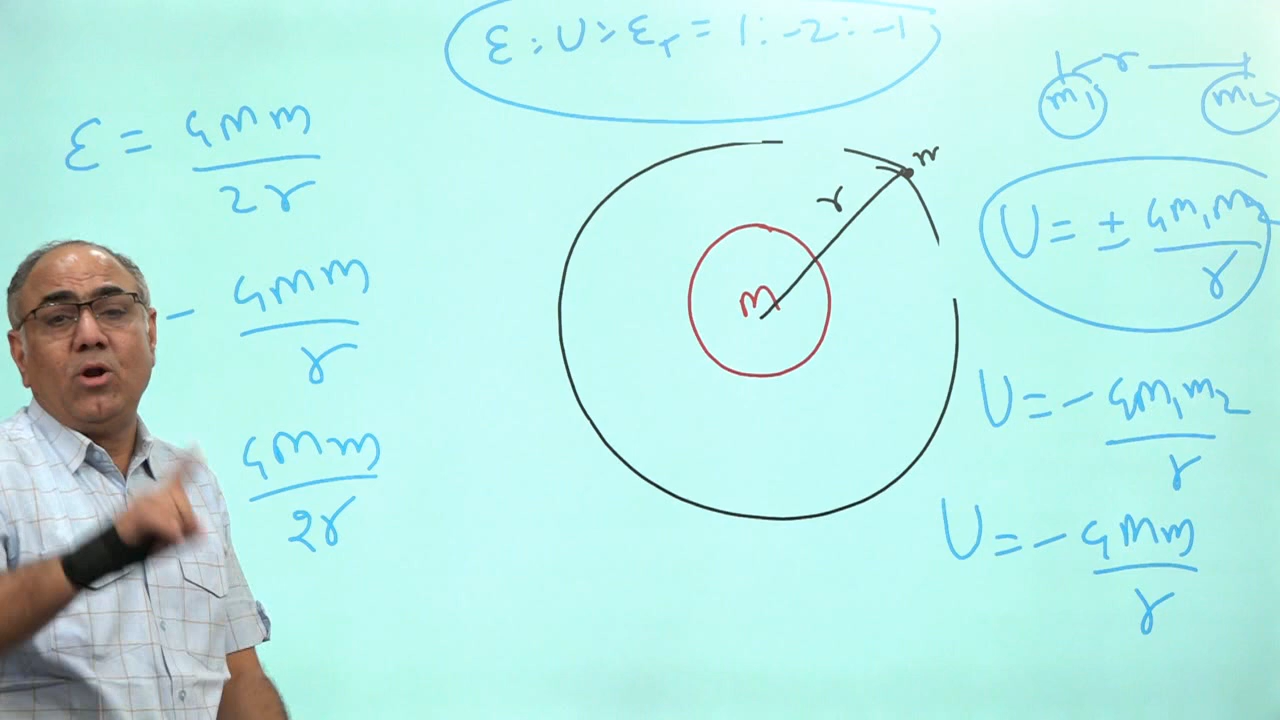 E : U : E_T = 1 : -2 : -1
E = GMm / 2r
- GMm / r
GMm / 2r
M
r
m
m₁ r m₂
U = ± Gm₁m₂ / r
U = - Gm₁m₂ / r
U = - GMm / r